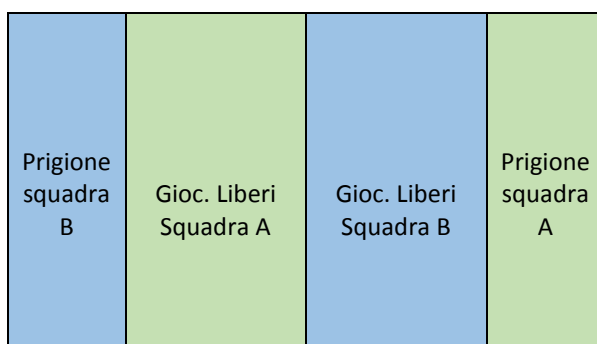 Prigione
squadra
B
Gioc. Liberi
Squadra A
Gioc. Liberi
Squadra B
Prigione
squadra
A